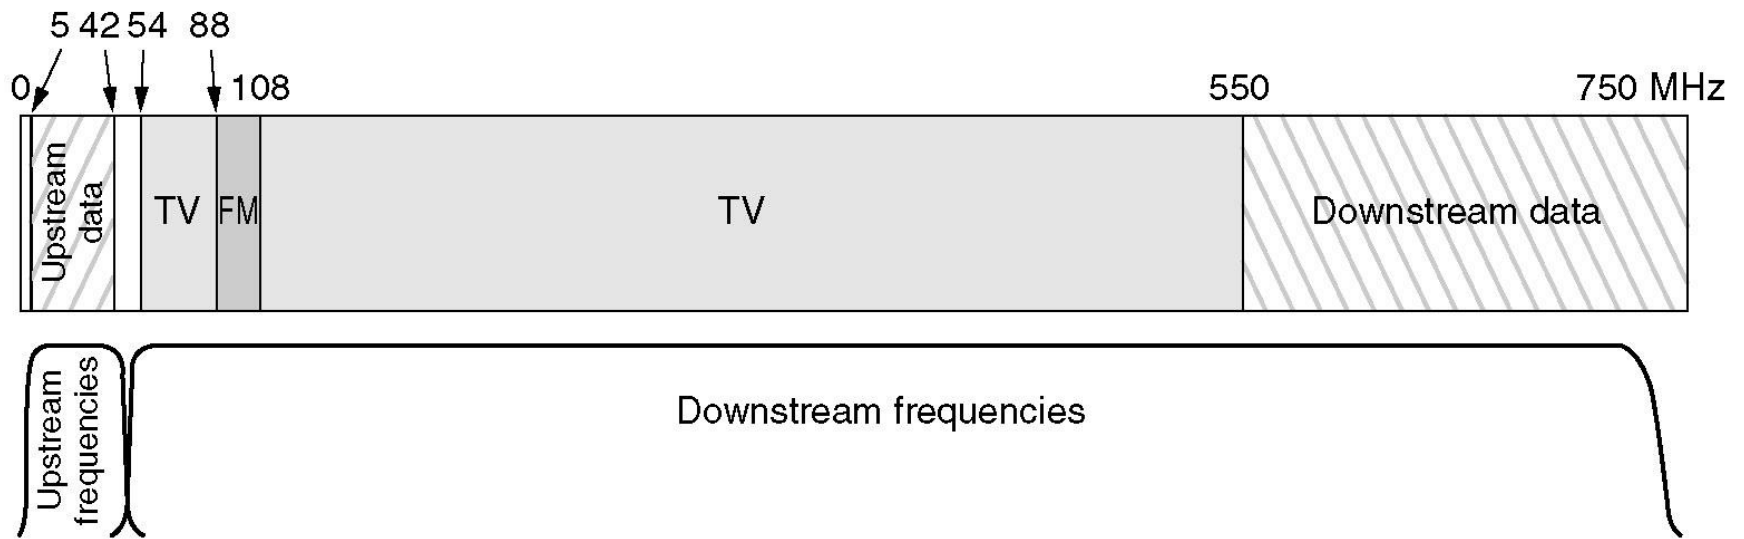 5 42 54 88
0 108 550 750 MHz
Upstream
data
TV FM TV Downstream data
Upstream
frequencies
Downstream frequencies